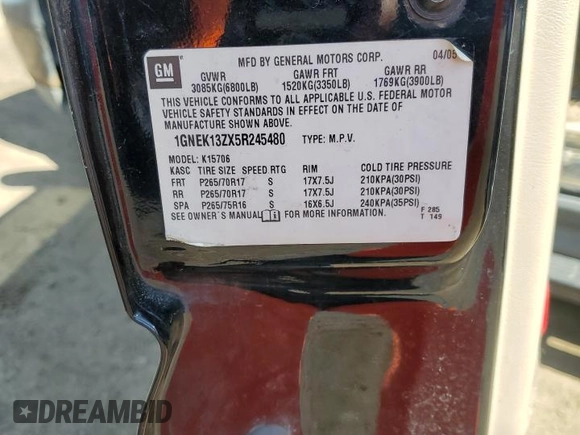 GM
MFD BY GENERAL MOTORS CORP. 04/05
GVWR GAWR FRT GAWR RR
3085KG(6800LB) 1520KG(3350LB) 1769KG(3900LB)
THIS VEHICLE CONFORMS TO ALL APPLICABLE U.S. FEDERAL MOTOR
VEHICLE SAFETY STANDARDS IN EFFECT ON THE DATE OF
MANUFACTURE SHOWN ABOVE.
1GNEK13ZX5R245480 TYPE: M.P.V.
MODEL: K15706
KASC TIRE SIZE SPEED RTG RIM COLD TIRE PRESSURE
FRT P265/70R17 S 17X7.5J 210KPA(30PSI)
RR P265/70R17 S 17X7.5J 210KPA(30PSI)
SPA P265/75R16 S 16X6.5J 240KPA(35PSI)
SEE OWNER'S MANUAL FOR MORE INFORMATION. F 285
T 149
DREAMBID